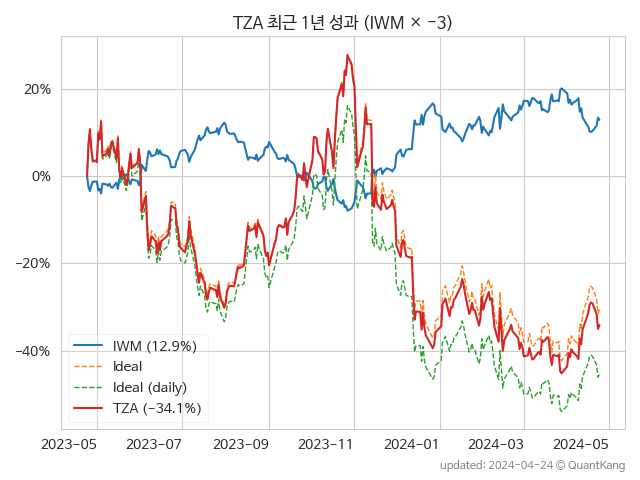 TZA 최근 1년 성과 (IWM × −3)
20%
0%
−20%
−40%
IWM (12.9%)
Ideal
Ideal (daily)
TZA (−34.1%)
2023−05 2023−07 2023−09 2023−11 2024−01 2024−03 2024−05
updated: 2024−04−24 ⓒ QuantKang